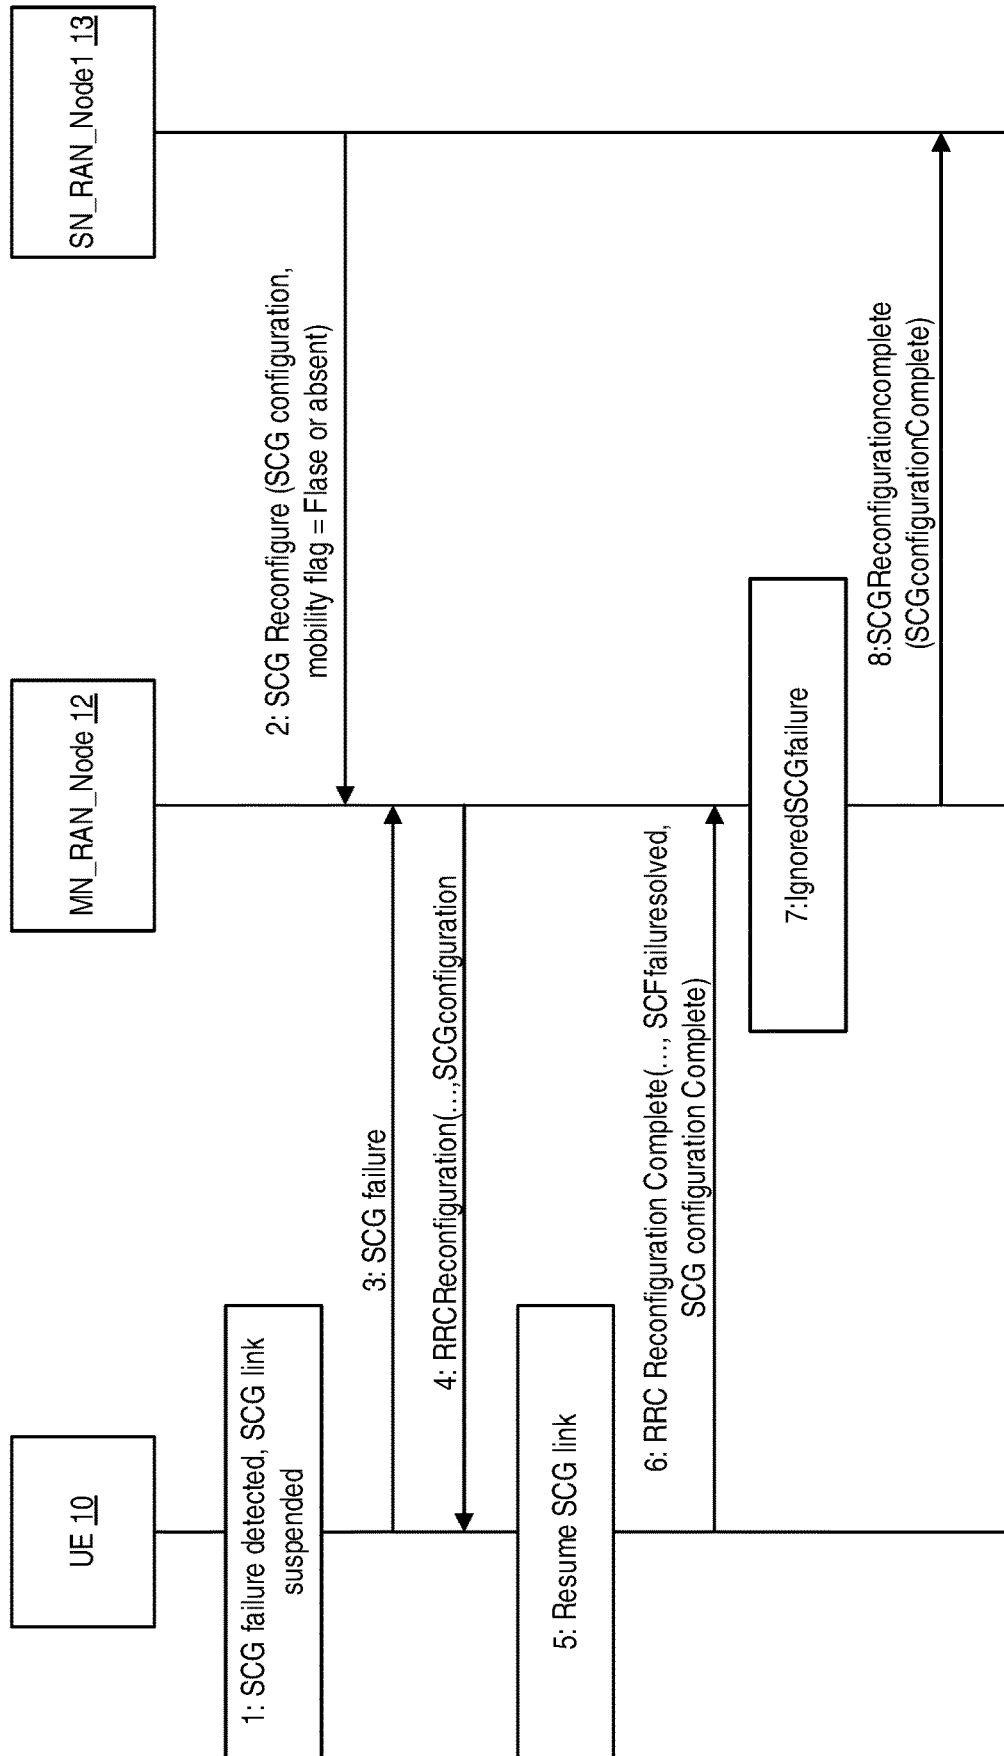 UE 10
MN_RAN_Node 12
SN_RAN_Node1 13
1: SCG failure detected, SCG link
suspended
2: SCG Reconfigure (SCG configuration,
mobility flag = Flase or absent)
3: SCG failure
4: RRCReconfiguration(...,SCGconfiguration
5: Resume SCG link
6: RRC Reconfiguration Complete(..., SCFfailuresolved,
SCG configuration Complete)
7:IgnoredSCGfailure
8:SCGReconfigurationcomplete
(SCGconfigurationComplete)